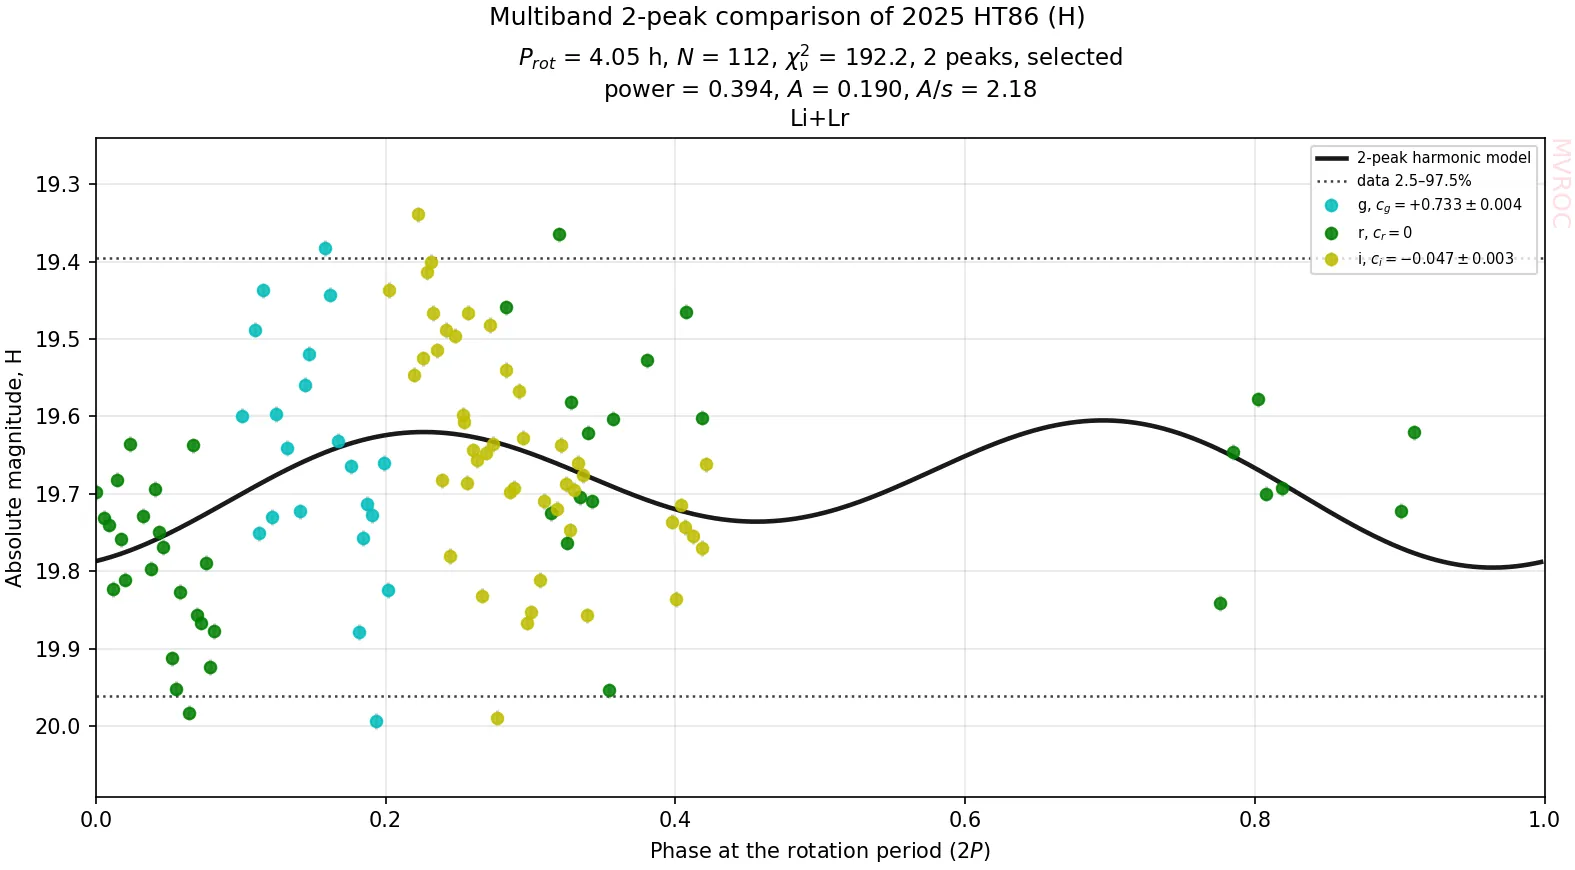 Multiband 2-peak comparison of 2025 HT86 (H)
P_rot = 4.05 h, N = 112, χ²_ν = 192.2, 2 peaks, selected
power = 0.394, A = 0.190, A/s = 2.18
Li+Lr
2-peak harmonic model
data 2.5–97.5%
g, c_g = +0.733 ± 0.004
r, c_r = 0
i, c_i = −0.047 ± 0.003
MVROC
Absolute magnitude, H
19.3
19.4
19.5
19.6
19.7
19.8
19.9
20.0
0.0 0.2 0.4 0.6 0.8 1.0
Phase at the rotation period (2P)